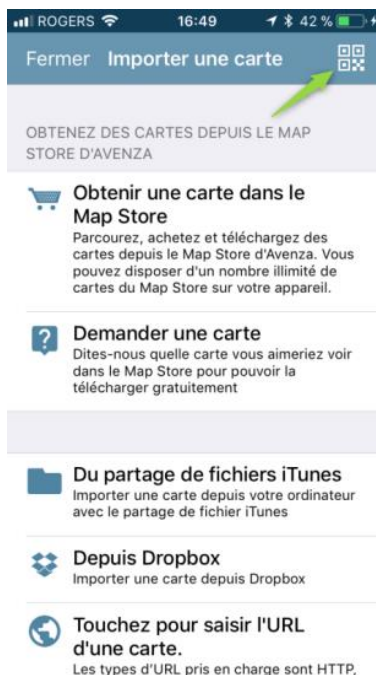 ROGERS 16:49 42 %
Fermer Importer une carte
OBTENEZ DES CARTES DEPUIS LE MAP
STORE D'AVENZA
Obtenir une carte dans le
Map Store
Parcourez, achetez et téléchargez des
cartes depuis le Map Store d'Avenza. Vous
pouvez disposer d'un nombre illimité de
cartes du Map Store sur votre appareil.
Demander une carte
Dites-nous quelle carte vous aimeriez voir
dans le Map Store pour pouvoir la
télécharger gratuitement
Du partage de fichiers iTunes
Importer une carte depuis votre ordinateur
avec le partage de fichier iTunes
Depuis Dropbox
Importer une carte depuis Dropbox
Touchez pour saisir l'URL
d'une carte.
Les types d'URL pris en charge sont HTTP,